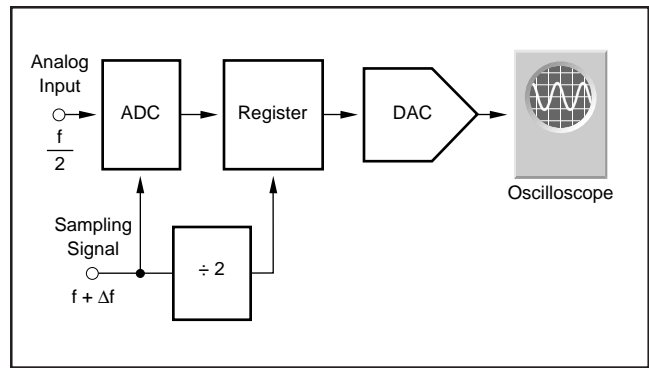 Analog
Input
f
2
ADC
Register
DAC
Oscilloscope
Sampling
Signal
f + Δf
÷ 2